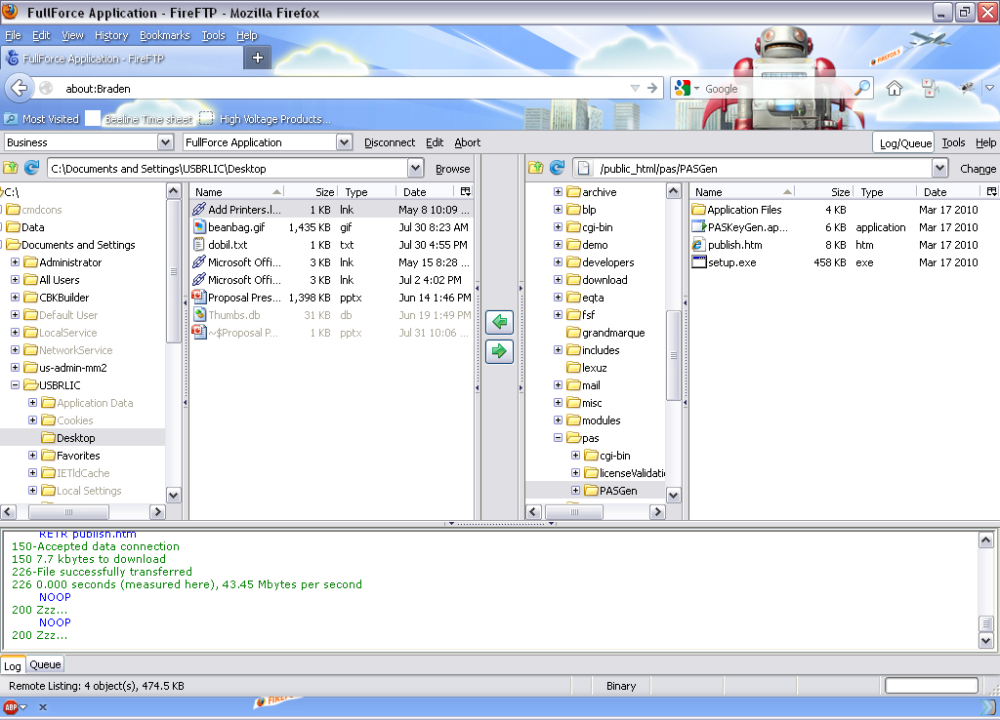 FullForce Application - FireFTP - Mozilla Firefox
File Edit View History Bookmarks Tools Help
FullForce Application - FireFTP
about:Braden
Google
FIREFOX 3
Most Visited Beeline Time sheet High Voltage Products...
Business FullForce Application Disconnect Edit Abort Log/Queue Tools Help
C:\Documents and Settings\USBRLIC\Desktop Browse /public_html/pas/PASGen Change
C:\
cmdcons
Data
Documents and Settings
Administrator
All Users
CBKBuilder
Default User
LocalService
NetworkService
us-admin-mm2
USBRLIC
Application Data
Cookies
Desktop
Favorites
IETldCache
Local Settings
Name Size Type Date
Add Printers.l... 1 KB lnk May 8 10:09 ...
beanbag.gif 1,435 KB gif Jul 30 8:23 AM
dobil.txt 1 KB txt Jul 30 4:55 PM
Microsoft Offi... 3 KB lnk May 15 8:28 ...
Microsoft Offi... 3 KB lnk Jul 2 4:02 PM
Proposal Pres... 1,398 KB pptx Jun 14 1:46 PM
Thumbs.db 31 KB db Jun 19 1:49 PM
~$Proposal P... 1 KB pptx Jul 31 10:06 ...
archive
blp
cgi-bin
demo
developers
download
eqta
fsf
grandmarque
includes
lexuz
mail
misc
modules
pas
cgi-bin
licenseValidati
PASGen
Name Size Type Date
Application Files 4 KB Mar 17 2010
PASKeyGen.ap... 6 KB application Mar 17 2010
publish.htm 8 KB htm Mar 17 2010
setup.exe 458 KB exe Mar 17 2010
RETR publish.htm
150-Accepted data connection
150 7.7 kbytes to download
226-File successfully transferred
226 0.000 seconds (measured here), 43.45 Mbytes per second
NOOP
200 Zzz...
NOOP
200 Zzz...
Log Queue
Remote Listing: 4 object(s), 474.5 KB Binary
ABP